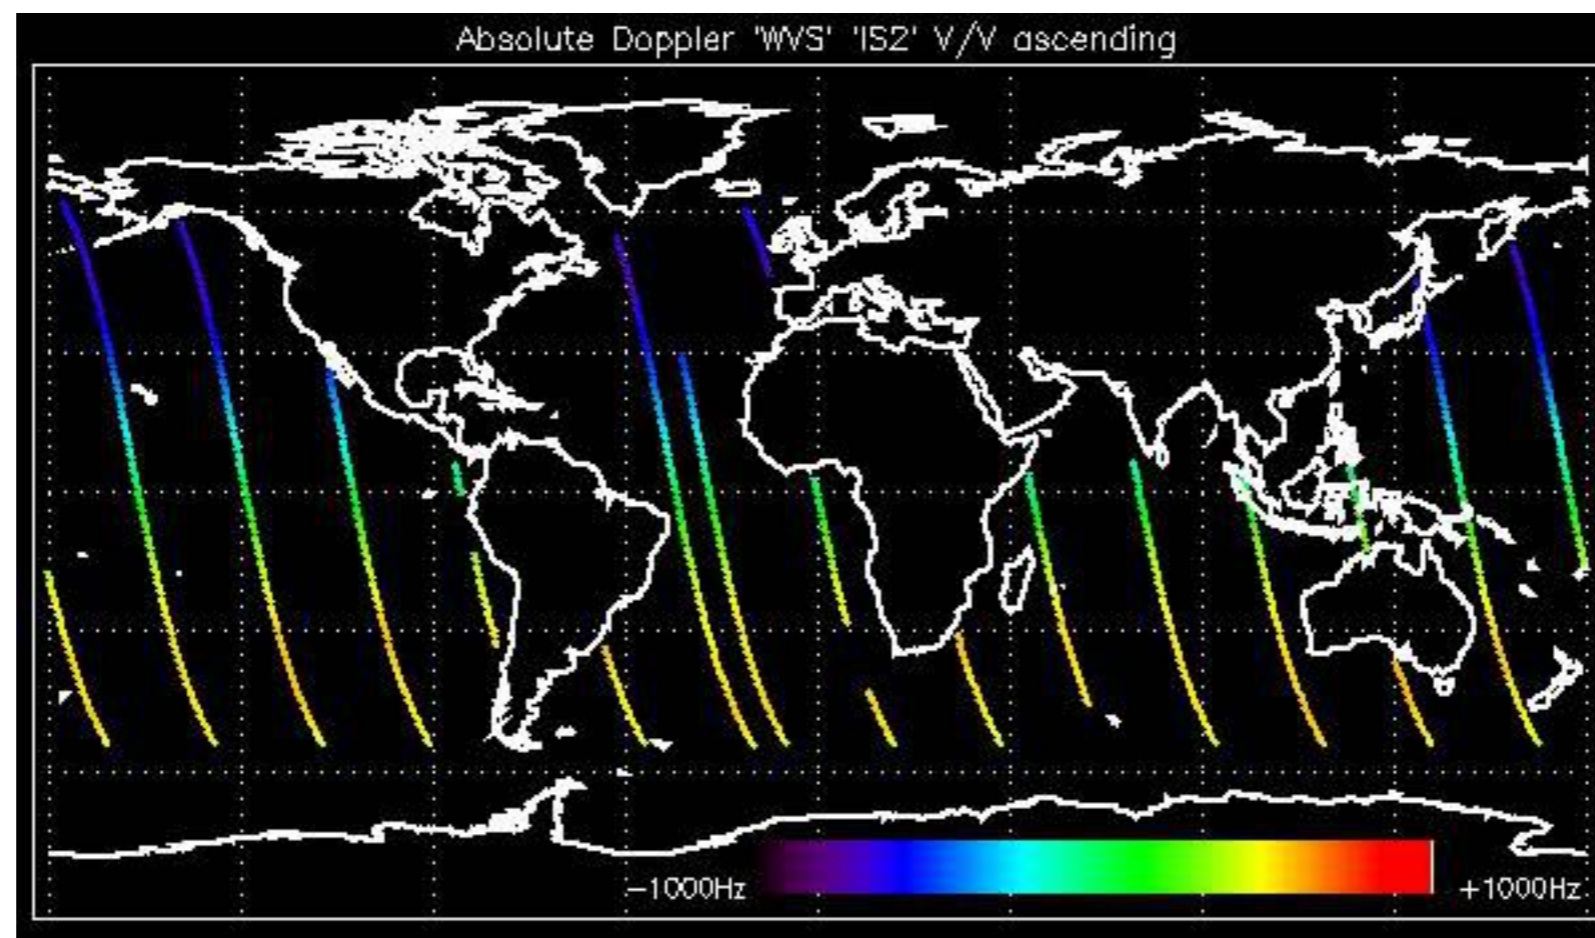 Absolute Doppler 'WVS' 'IS2' V/V ascending
−1000Hz +1000Hz